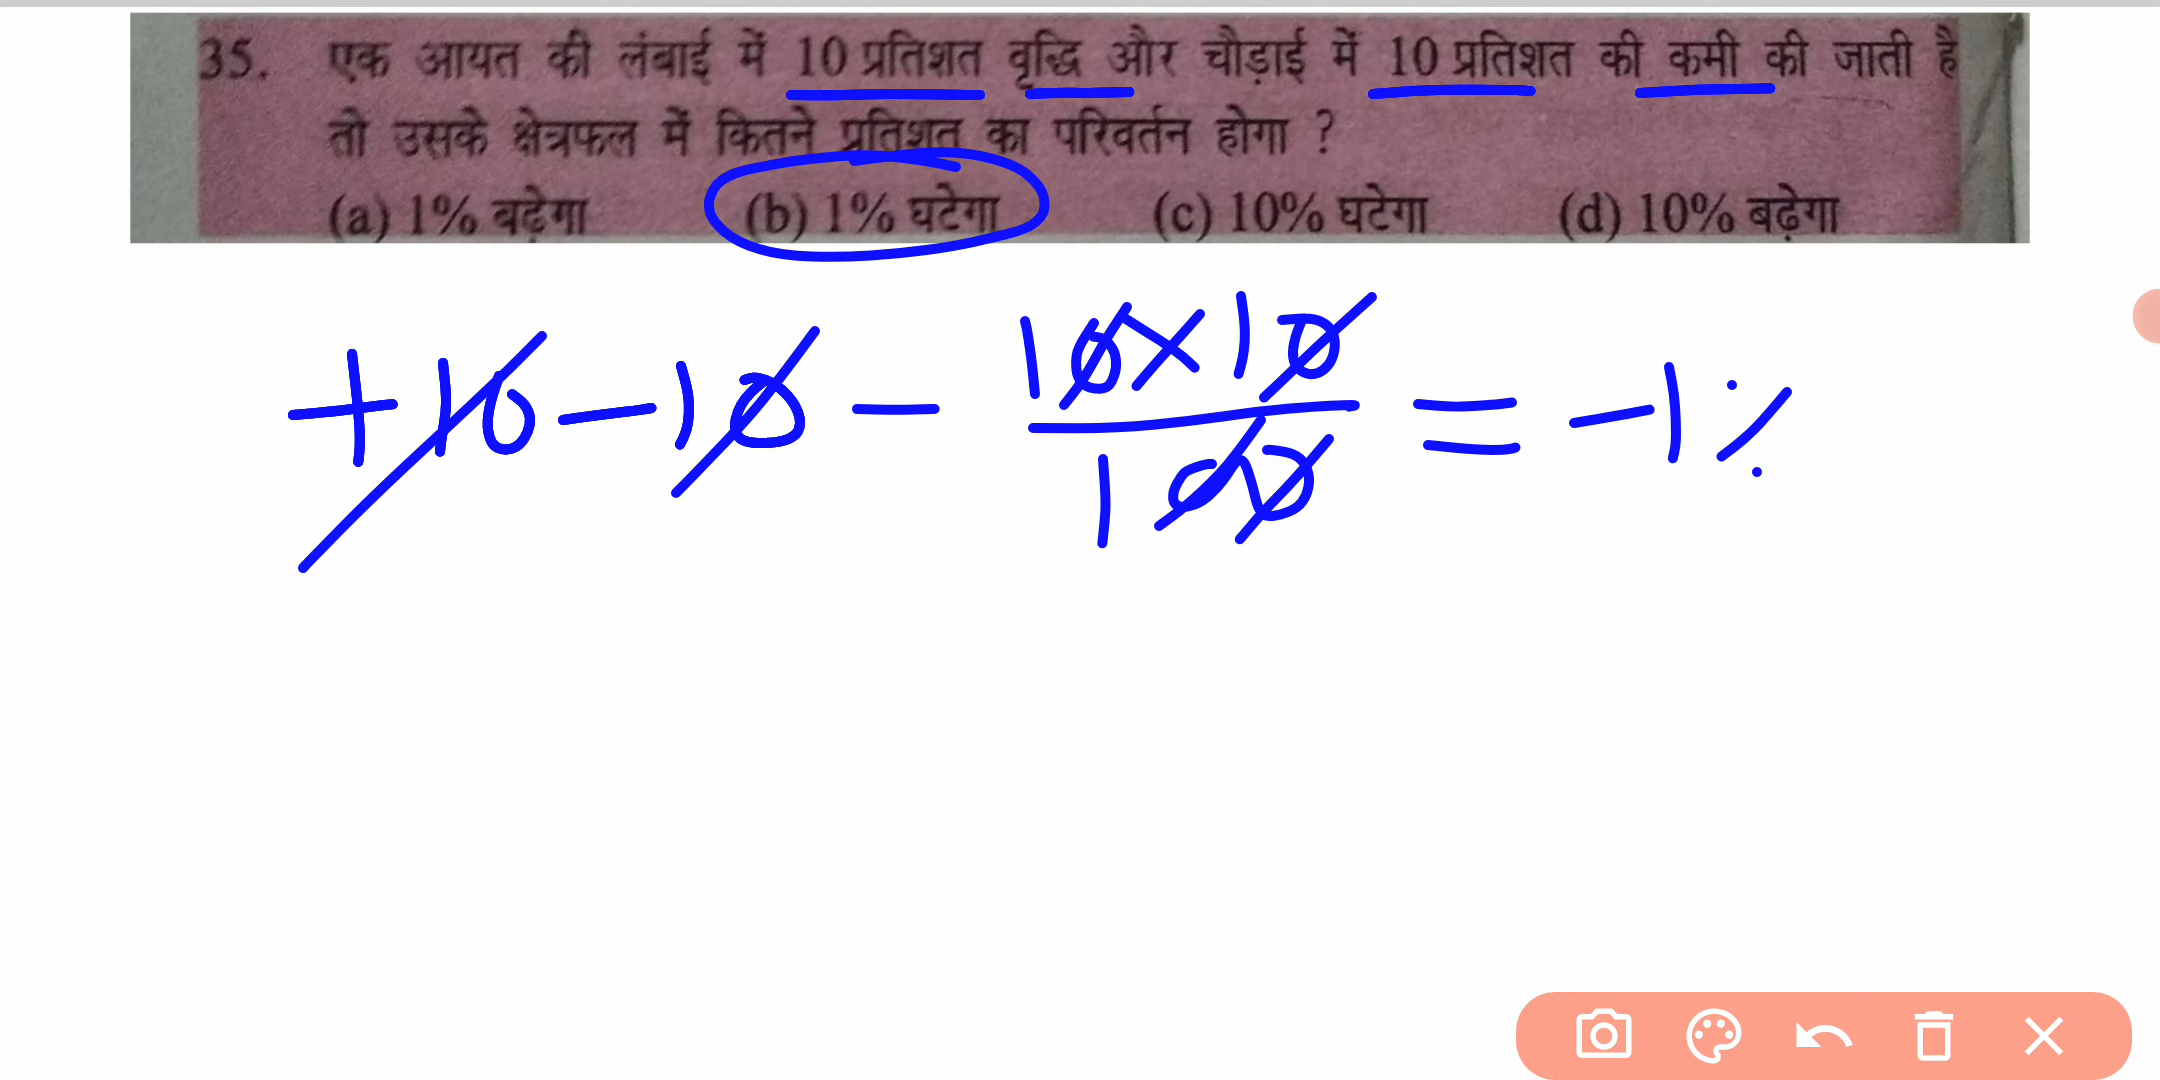 35. एक आयत की लंबाई में 10 प्रतिशत वृद्धि और चौड़ाई में 10 प्रतिशत की कमी की जाती है
तो उसके क्षेत्रफल में कितने प्रतिशत का परिवर्तन होगा ?
(a) 1% बढ़ेगा (b) 1% घटेगा (c) 10% घटेगा (d) 10% बढ़ेगा
+10 - 10 - 10×10 / 100 = -1%